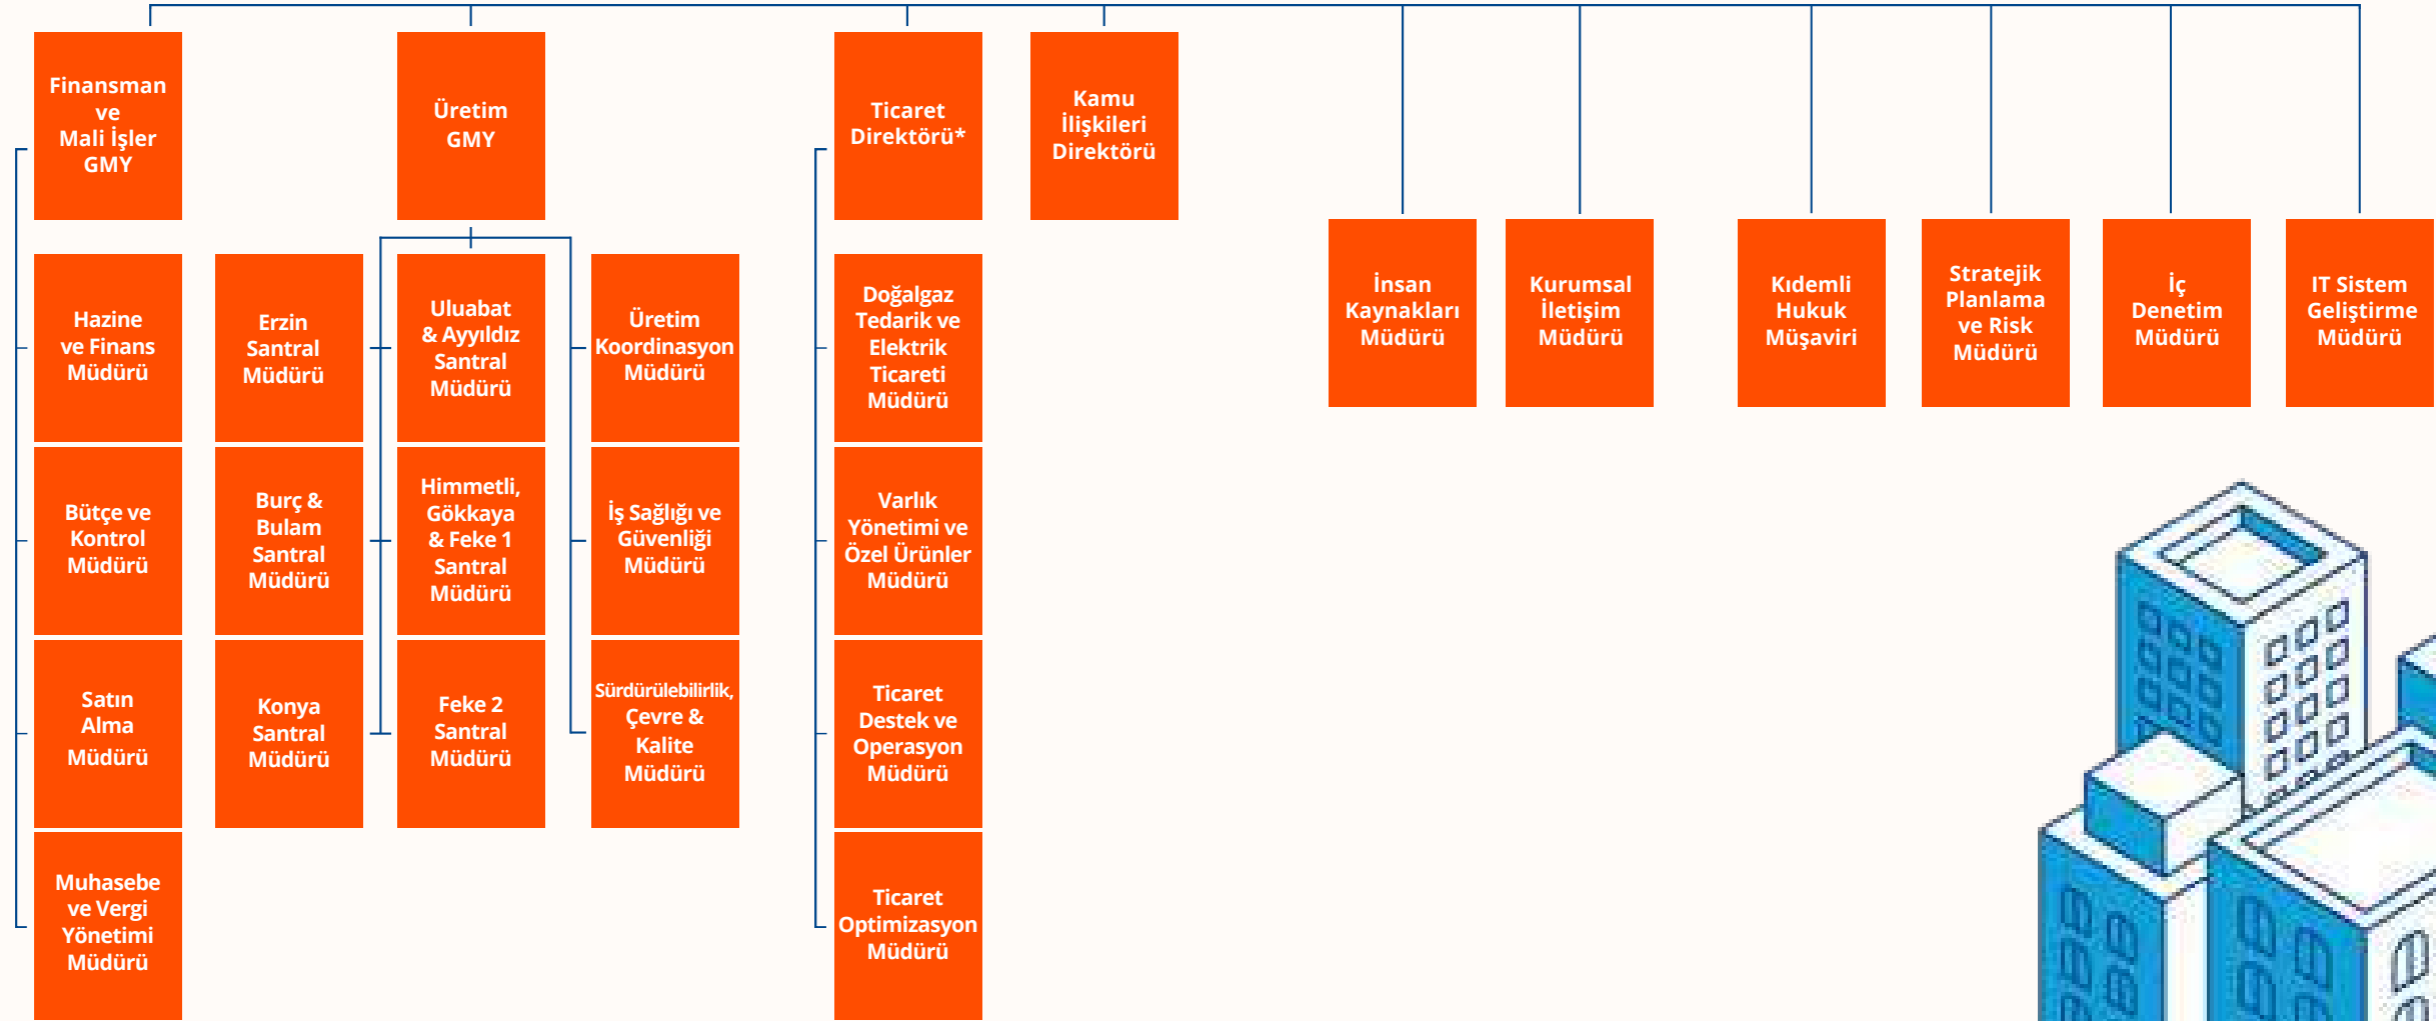 Finansman
ve
Mali İşler
GMY
Üretim
GMY
Ticaret
Direktörü*
Kamu
İlişkileri
Direktörü
Hazine
ve Finans
Müdürü
Bütçe ve
Kontrol
Müdürü
Satın
Alma
Müdürü
Muhasebe
ve Vergi
Yönetimi
Müdürü
Erzin
Santral
Müdürü
Burç &
Bulam
Santral
Müdürü
Konya
Santral
Müdürü
Uluabat
& Ayyıldız
Santral
Müdürü
Himmetli,
Gökkaya
& Feke 1
Santral
Müdürü
Feke 2
Santral
Müdürü
Üretim
Koordinasyon
Müdürü
İş Sağlığı ve
Güvenliği
Müdürü
Sürdürülebilirlik,
Çevre &
Kalite
Müdürü
Doğalgaz
Tedarik ve
Elektrik
Ticareti
Müdürü
Varlık
Yönetimi ve
Özel Ürünler
Müdürü
Ticaret
Destek ve
Operasyon
Müdürü
Ticaret
Optimizasyon
Müdürü
İnsan
Kaynakları
Müdürü
Kurumsal
İletişim
Müdürü
Kıdemli
Hukuk
Müşaviri
Stratejik
Planlama
ve Risk
Müdürü
İç
Denetim
Müdürü
IT Sistem
Geliştirme
Müdürü